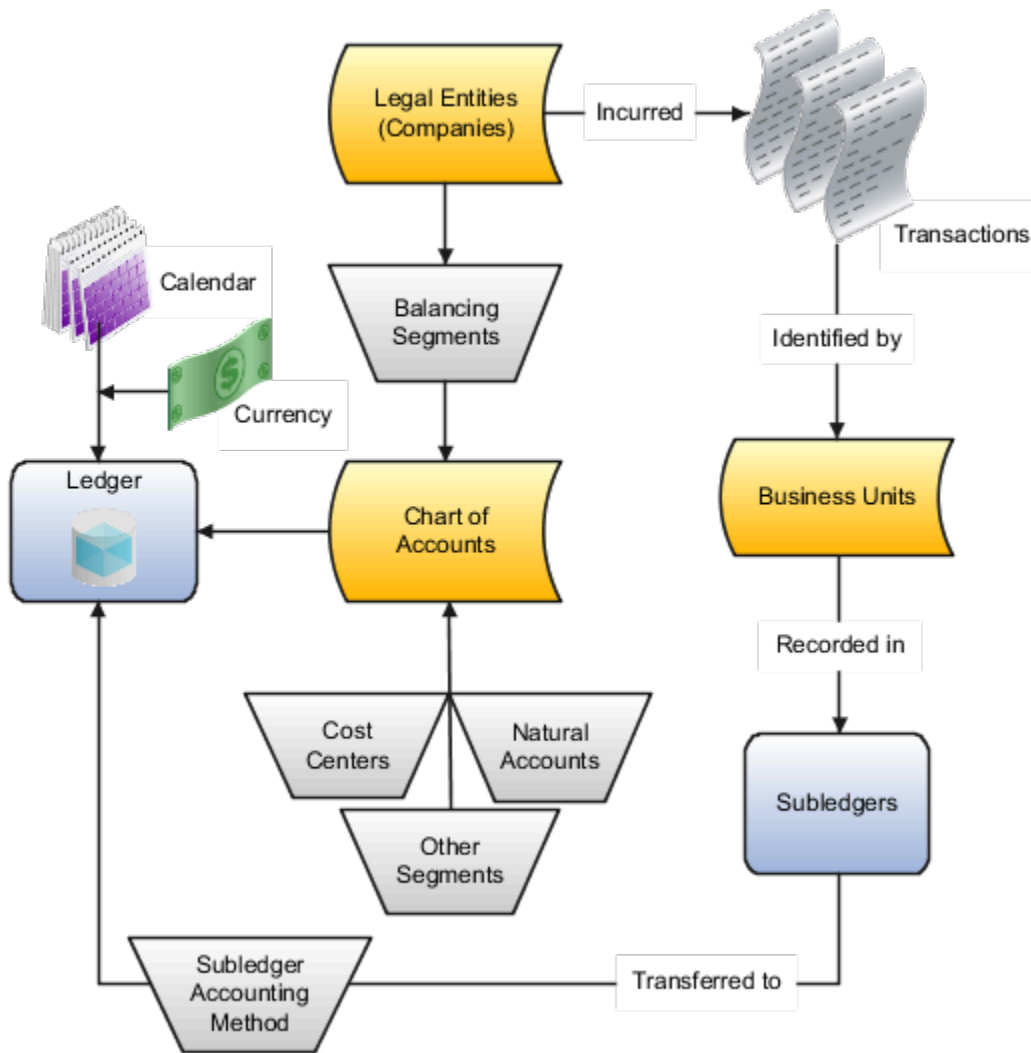 Legal Entities
(Companies)
Incurred
Transactions
Calendar
Balancing
Segments
Identified by
Currency
Ledger
Chart of
Accounts
Business Units
Recorded in
Cost
Centers
Natural
Accounts
Subledgers
Other
Segments
Subledger
Accounting
Method
Transferred to